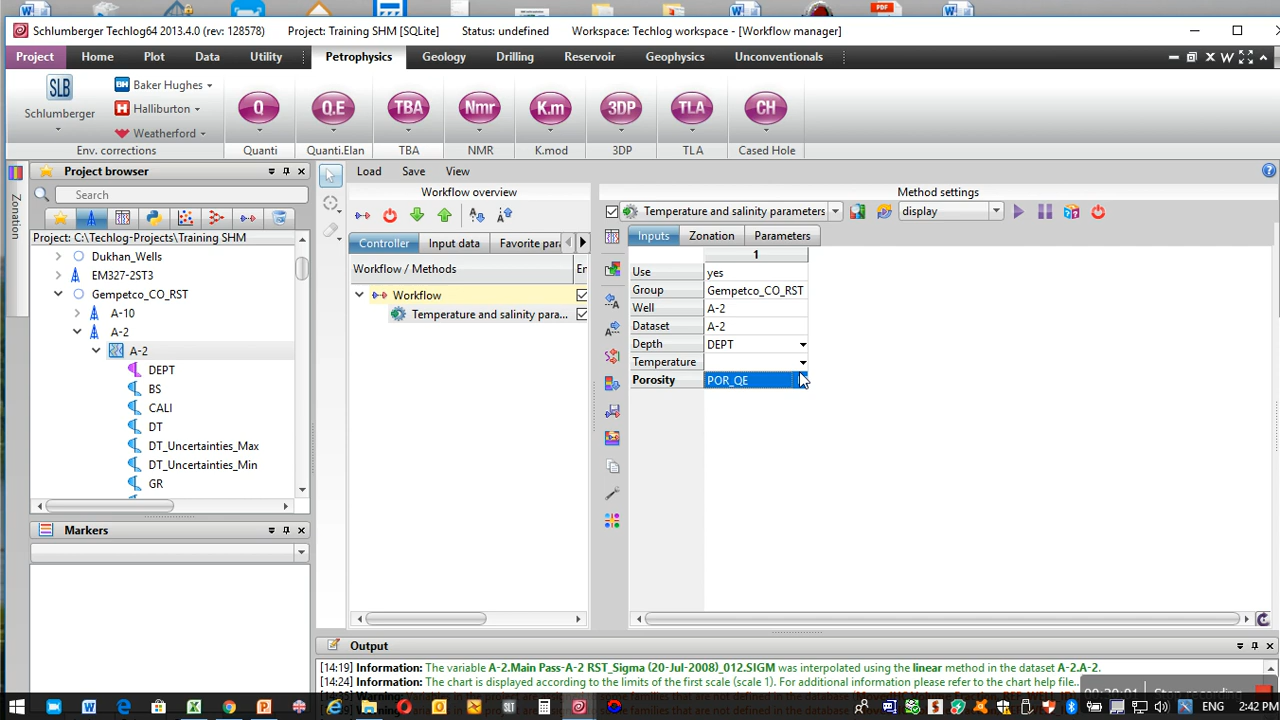 Schlumberger Techlog64 2013.4.0 (rev: 128578) Project: Training SHM [SQLite] Status: undefined Workspace: Techlog workspace - [Workflow manager]
Project Home Plot Data Utility Petrophysics Geology Drilling Reservoir Geophysics Unconventionals
SLB
Schlumberger
BH Baker Hughes
Halliburton
Weatherford
Q Q.E TBA Nmr K.m 3DP TLA CH
Env. corrections Quanti Quanti.Elan TBA NMR K.mod 3DP TLA Cased Hole
Zonation
Project browser
Search
Project: C:\Techlog-Projects\Training SHM
Dukhan_Wells
EM327-2ST3
Gempetco_CO_RST
A-10
A-2
A-2
DEPT
BS
CALI
DT
DT_Uncertainties_Max
DT_Uncertainties_Min
GR
Markers
Load Save View
Workflow overview
Controller Input data Favorite par
Workflow / Methods Er
Workflow
Temperature and salinity para...
Method settings
Temperature and salinity parameters display
Inputs Zonation Parameters
1
Use yes
Group Gempetco_CO_RST
Well A-2
Dataset A-2
Depth DEPT
Temperature
Porosity POR_QE
Output
[14:19] Information: The variable A-2.Main Pass-A-2 RST_Sigma (20-Jul-2008)_012.SIGM was interpolated using the linear method in the dataset A-2.A-2.
[14:24] Information: The chart is displayed according to the limits of the first scale (scale 1). For additional information please refer to the chart help file.
ENG 2:42 PM